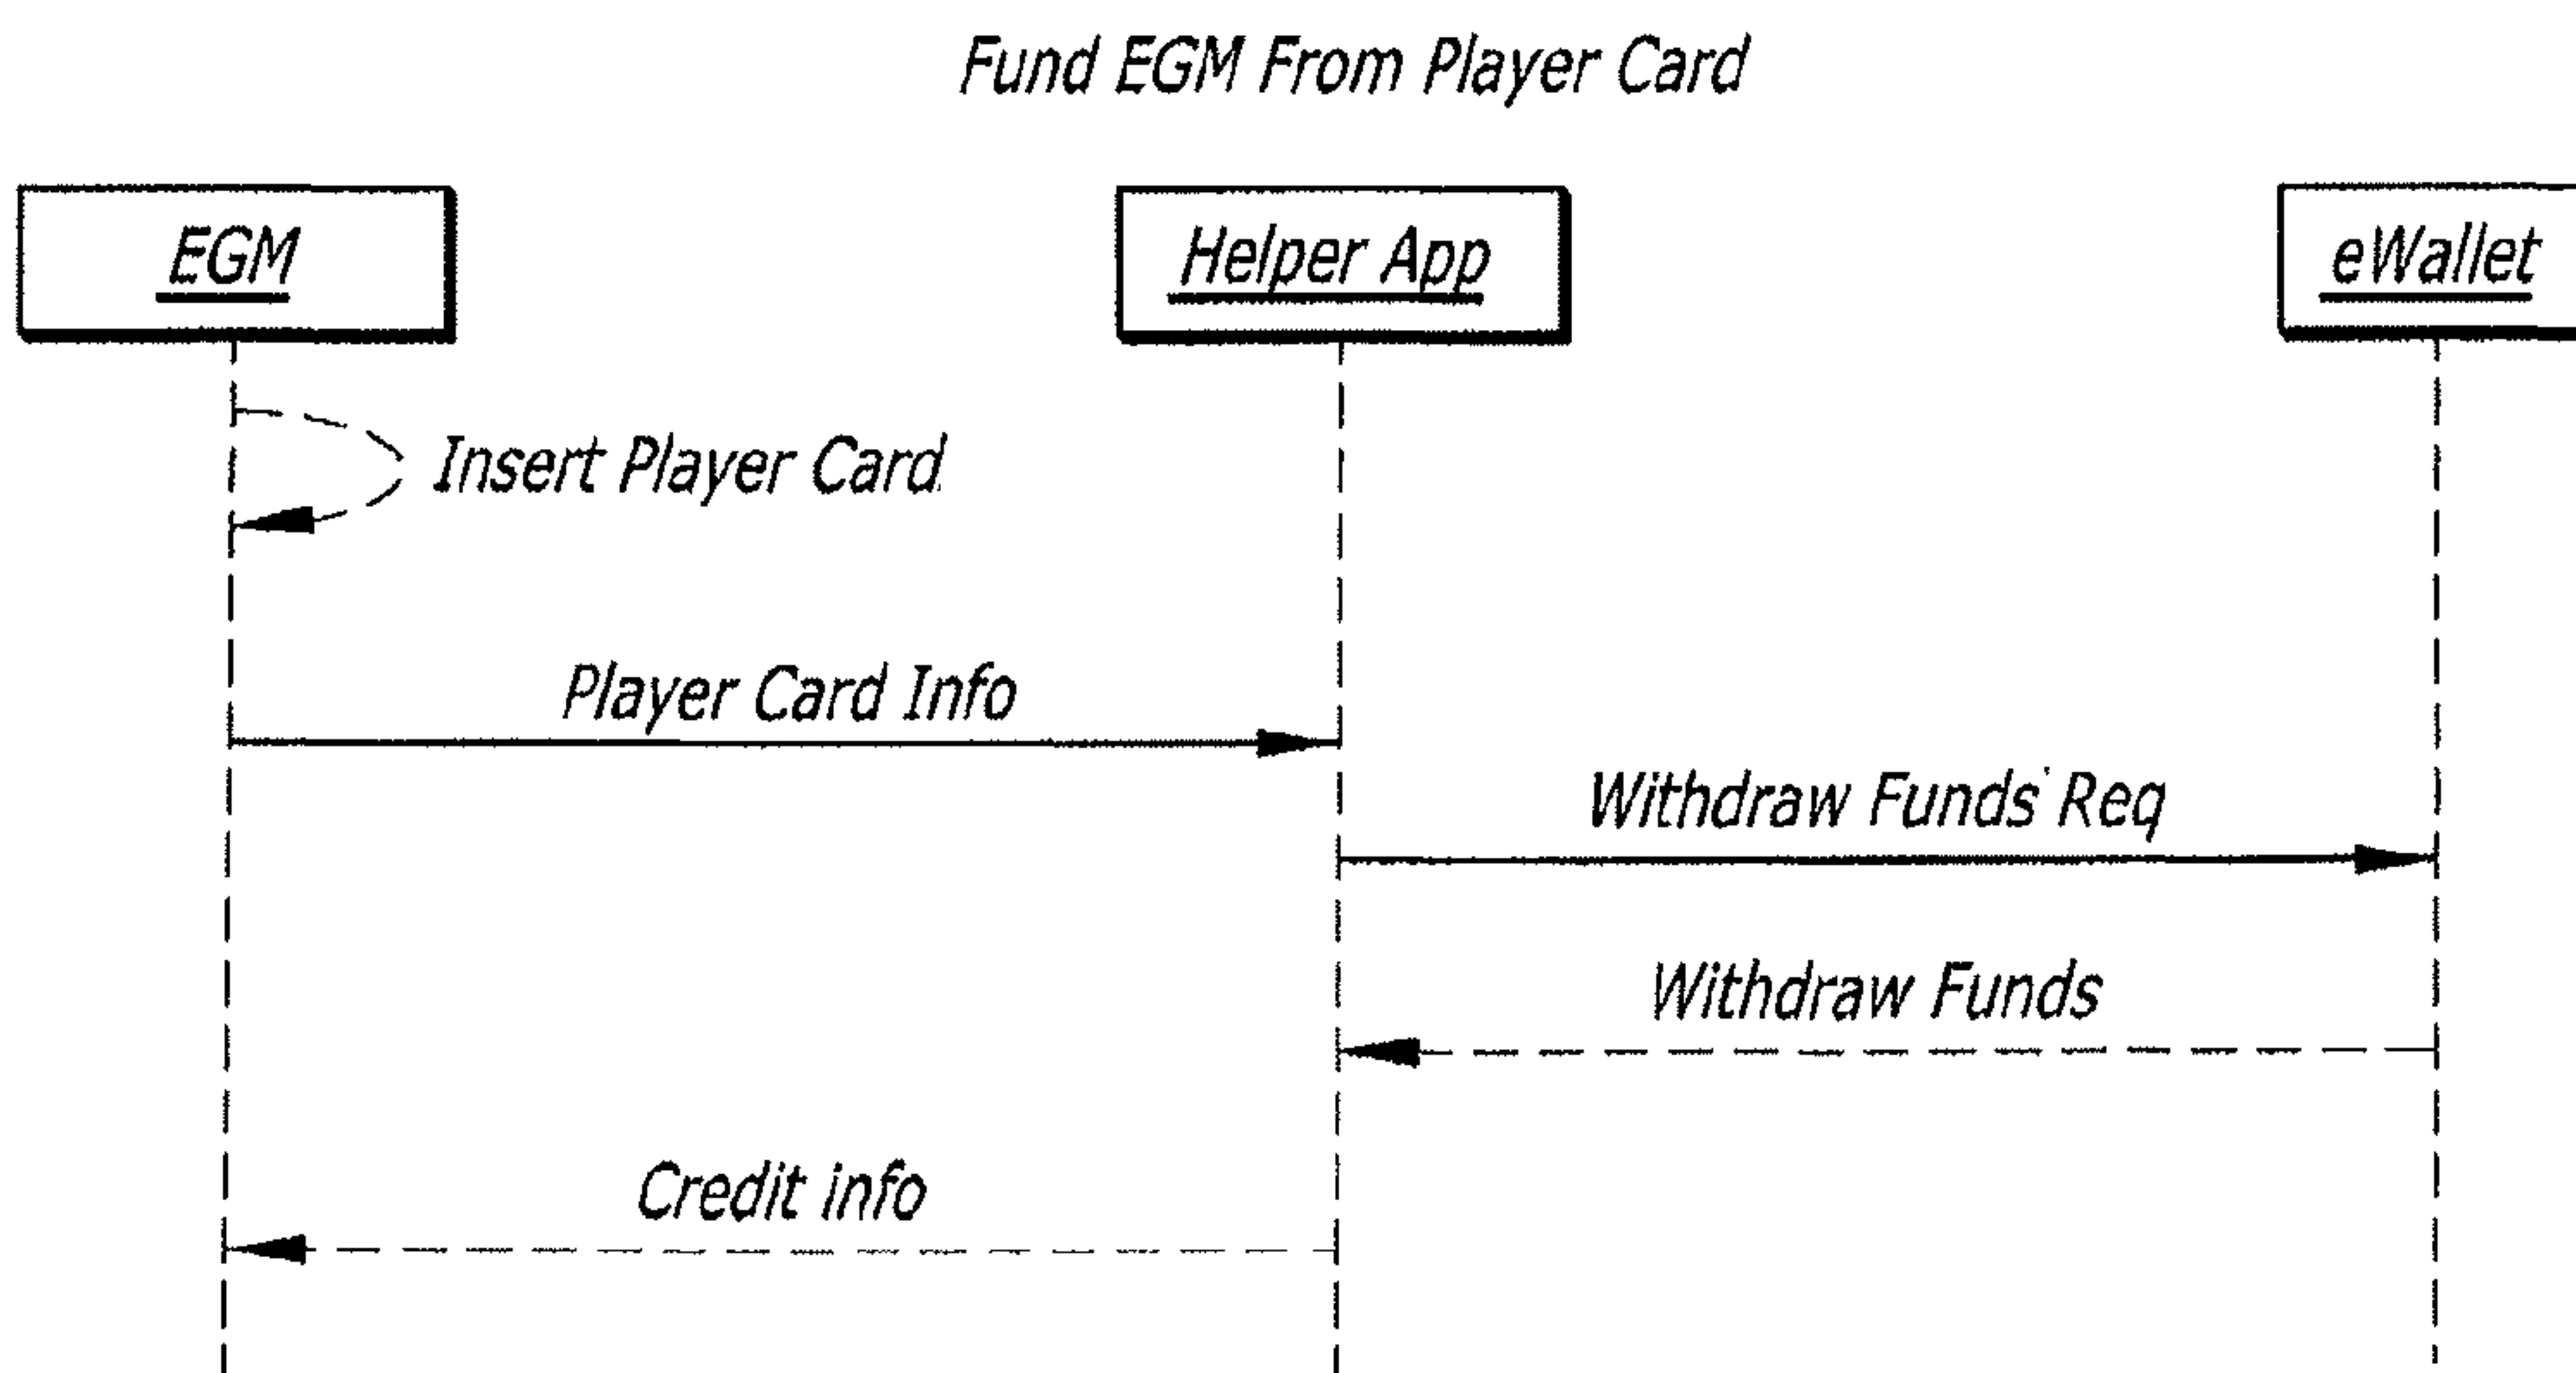 Fund EGM From Player Card
EGM
Helper App
eWallet
Insert Player Card
Player Card Info
Withdraw Funds Req
Withdraw Funds
Credit info